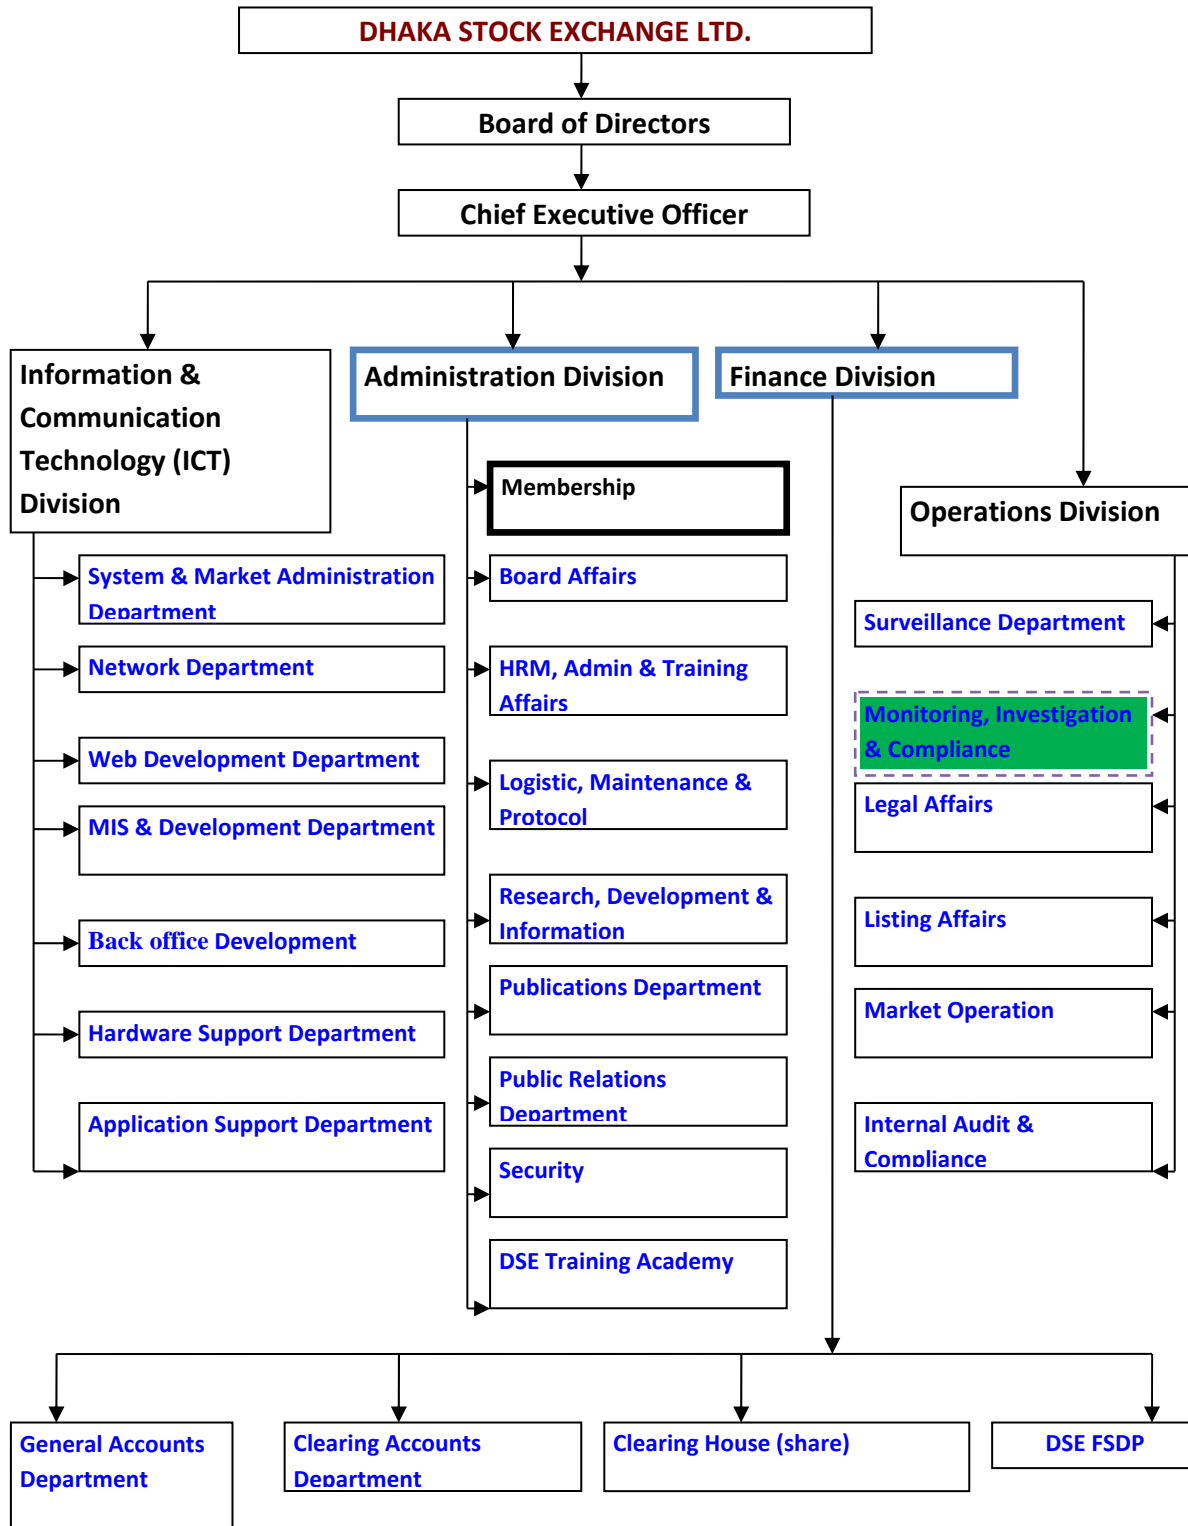 DHAKA STOCK EXCHANGE LTD.
Board of Directors
Chief Executive Officer
Information &
Communication
Technology (ICT)
Division
System & Market Administration
Department
Network Department
Web Development Department
MIS & Development Department
Back office Development
Hardware Support Department
Application Support Department
Administration Division
Membership
Board Affairs
HRM, Admin & Training
Affairs
Logistic, Maintenance &
Protocol
Research, Development &
Information
Publications Department
Public Relations
Department
Security
DSE Training Academy
Finance Division
Operations Division
Surveillance Department
Monitoring, Investigation
& Compliance
Legal Affairs
Listing Affairs
Market Operation
Internal Audit &
Compliance
General Accounts
Department
Clearing Accounts
Department
Clearing House (share)
DSE FSDP